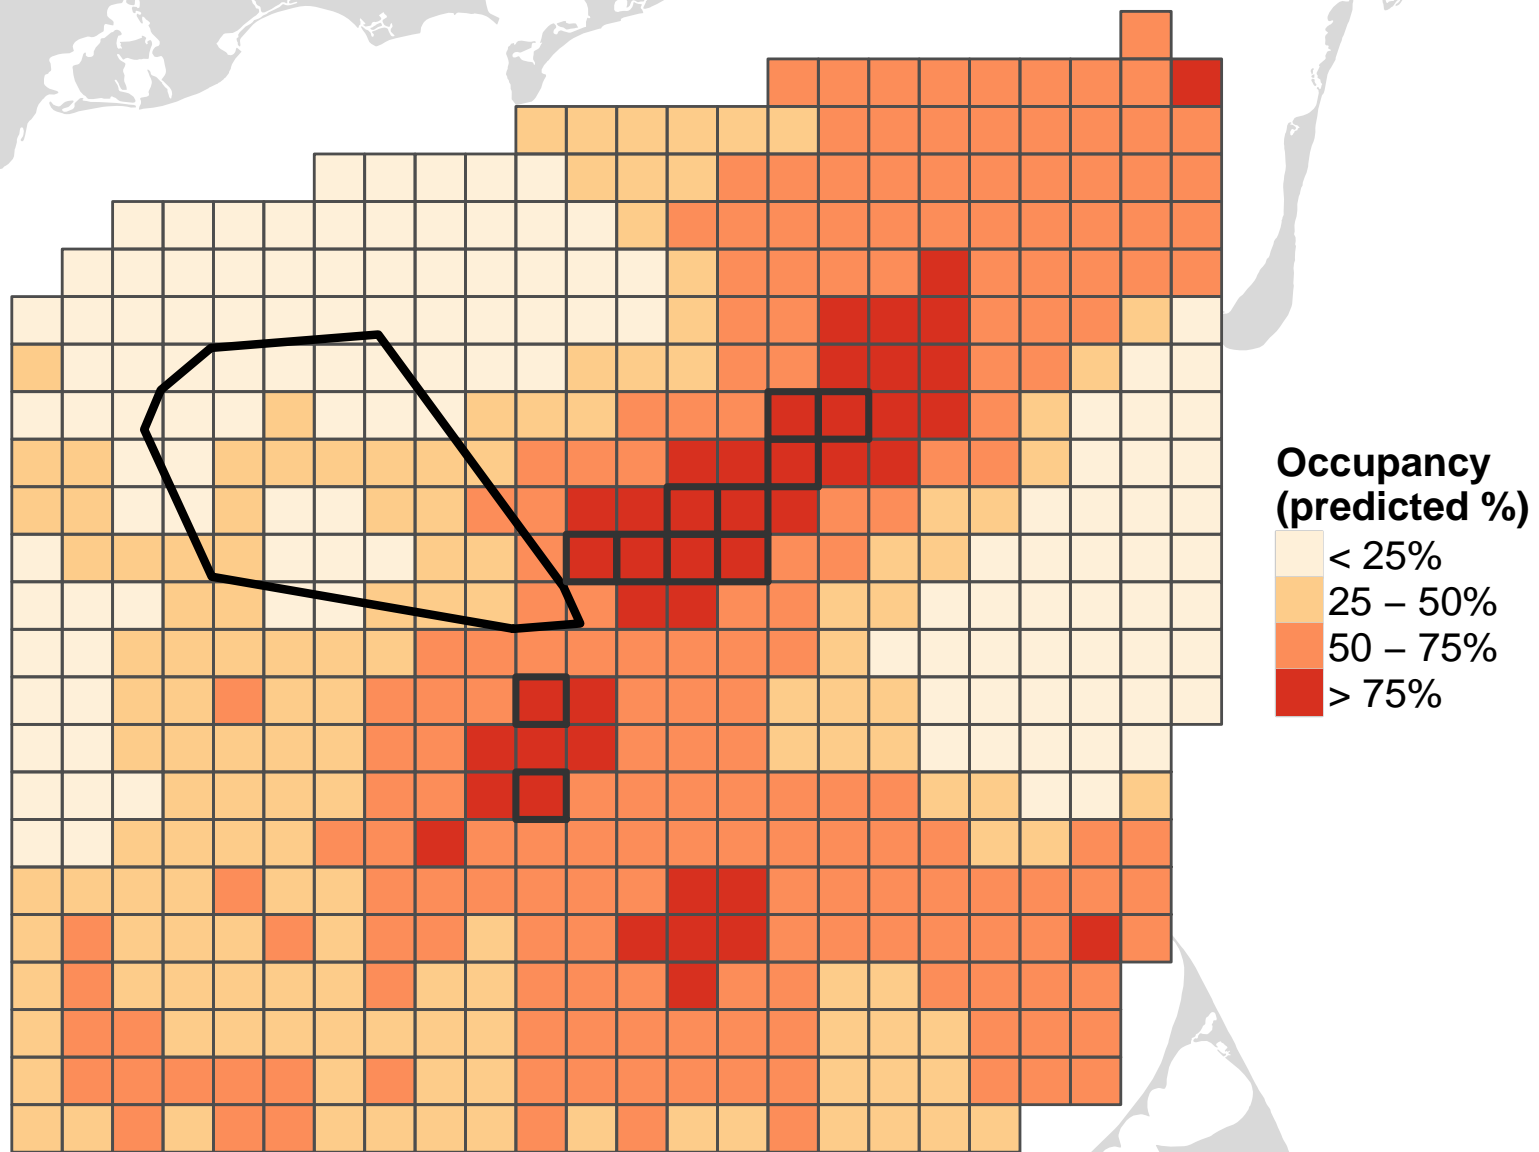 Occupancy
(predicted %)
< 25%
25 – 50%
50 – 75%
> 75%